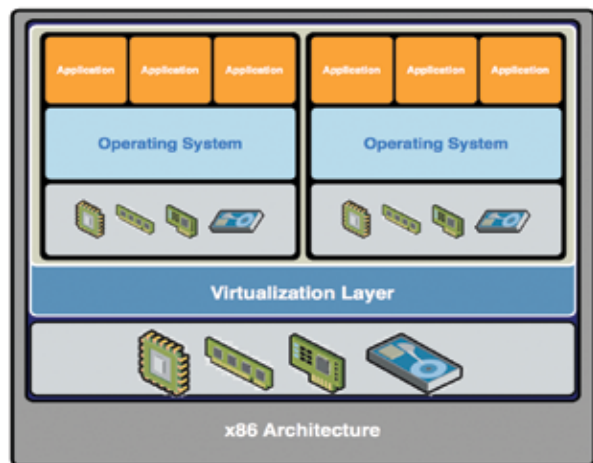 Application Application Application Application Application Application
Operating System Operating System
Virtualization Layer
x86 Architecture